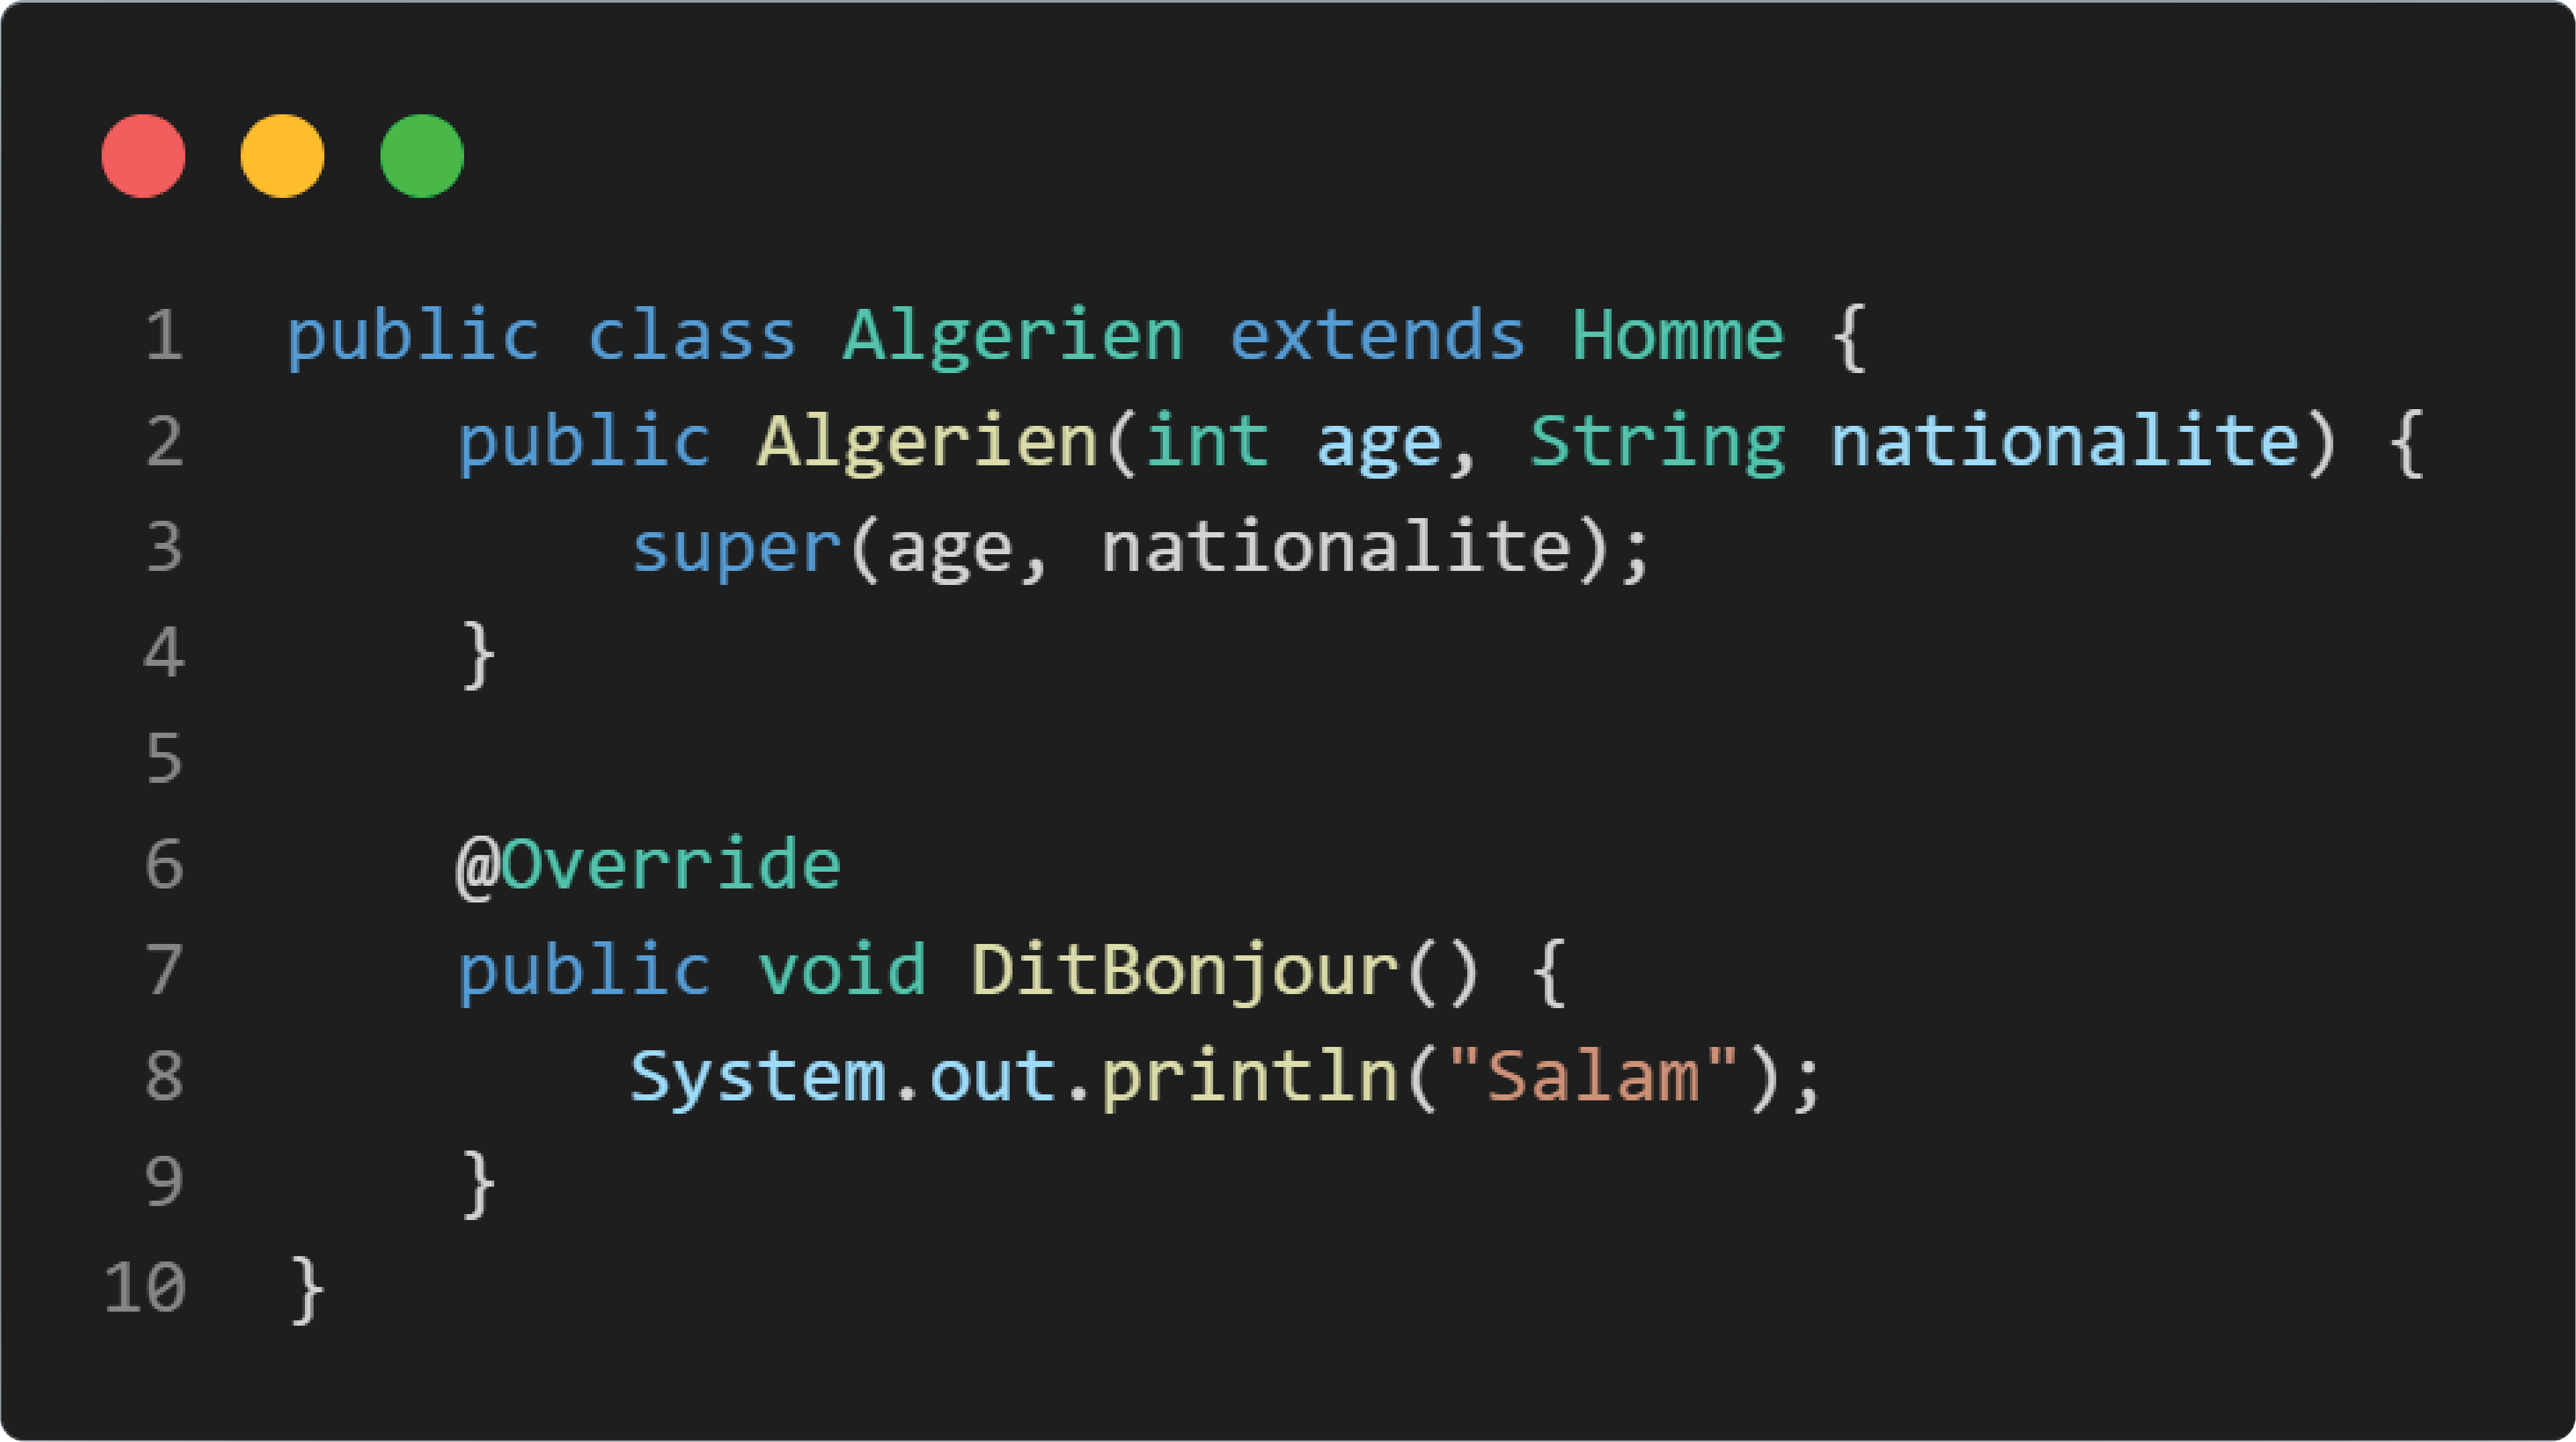 1 public class Algerien extends Homme {
2     public Algerien(int age, String nationalite) {
3         super(age, nationalite);
4     }
5
6     @Override
7     public void DitBonjour() {
8         System.out.println("Salam");
9     }
10 }